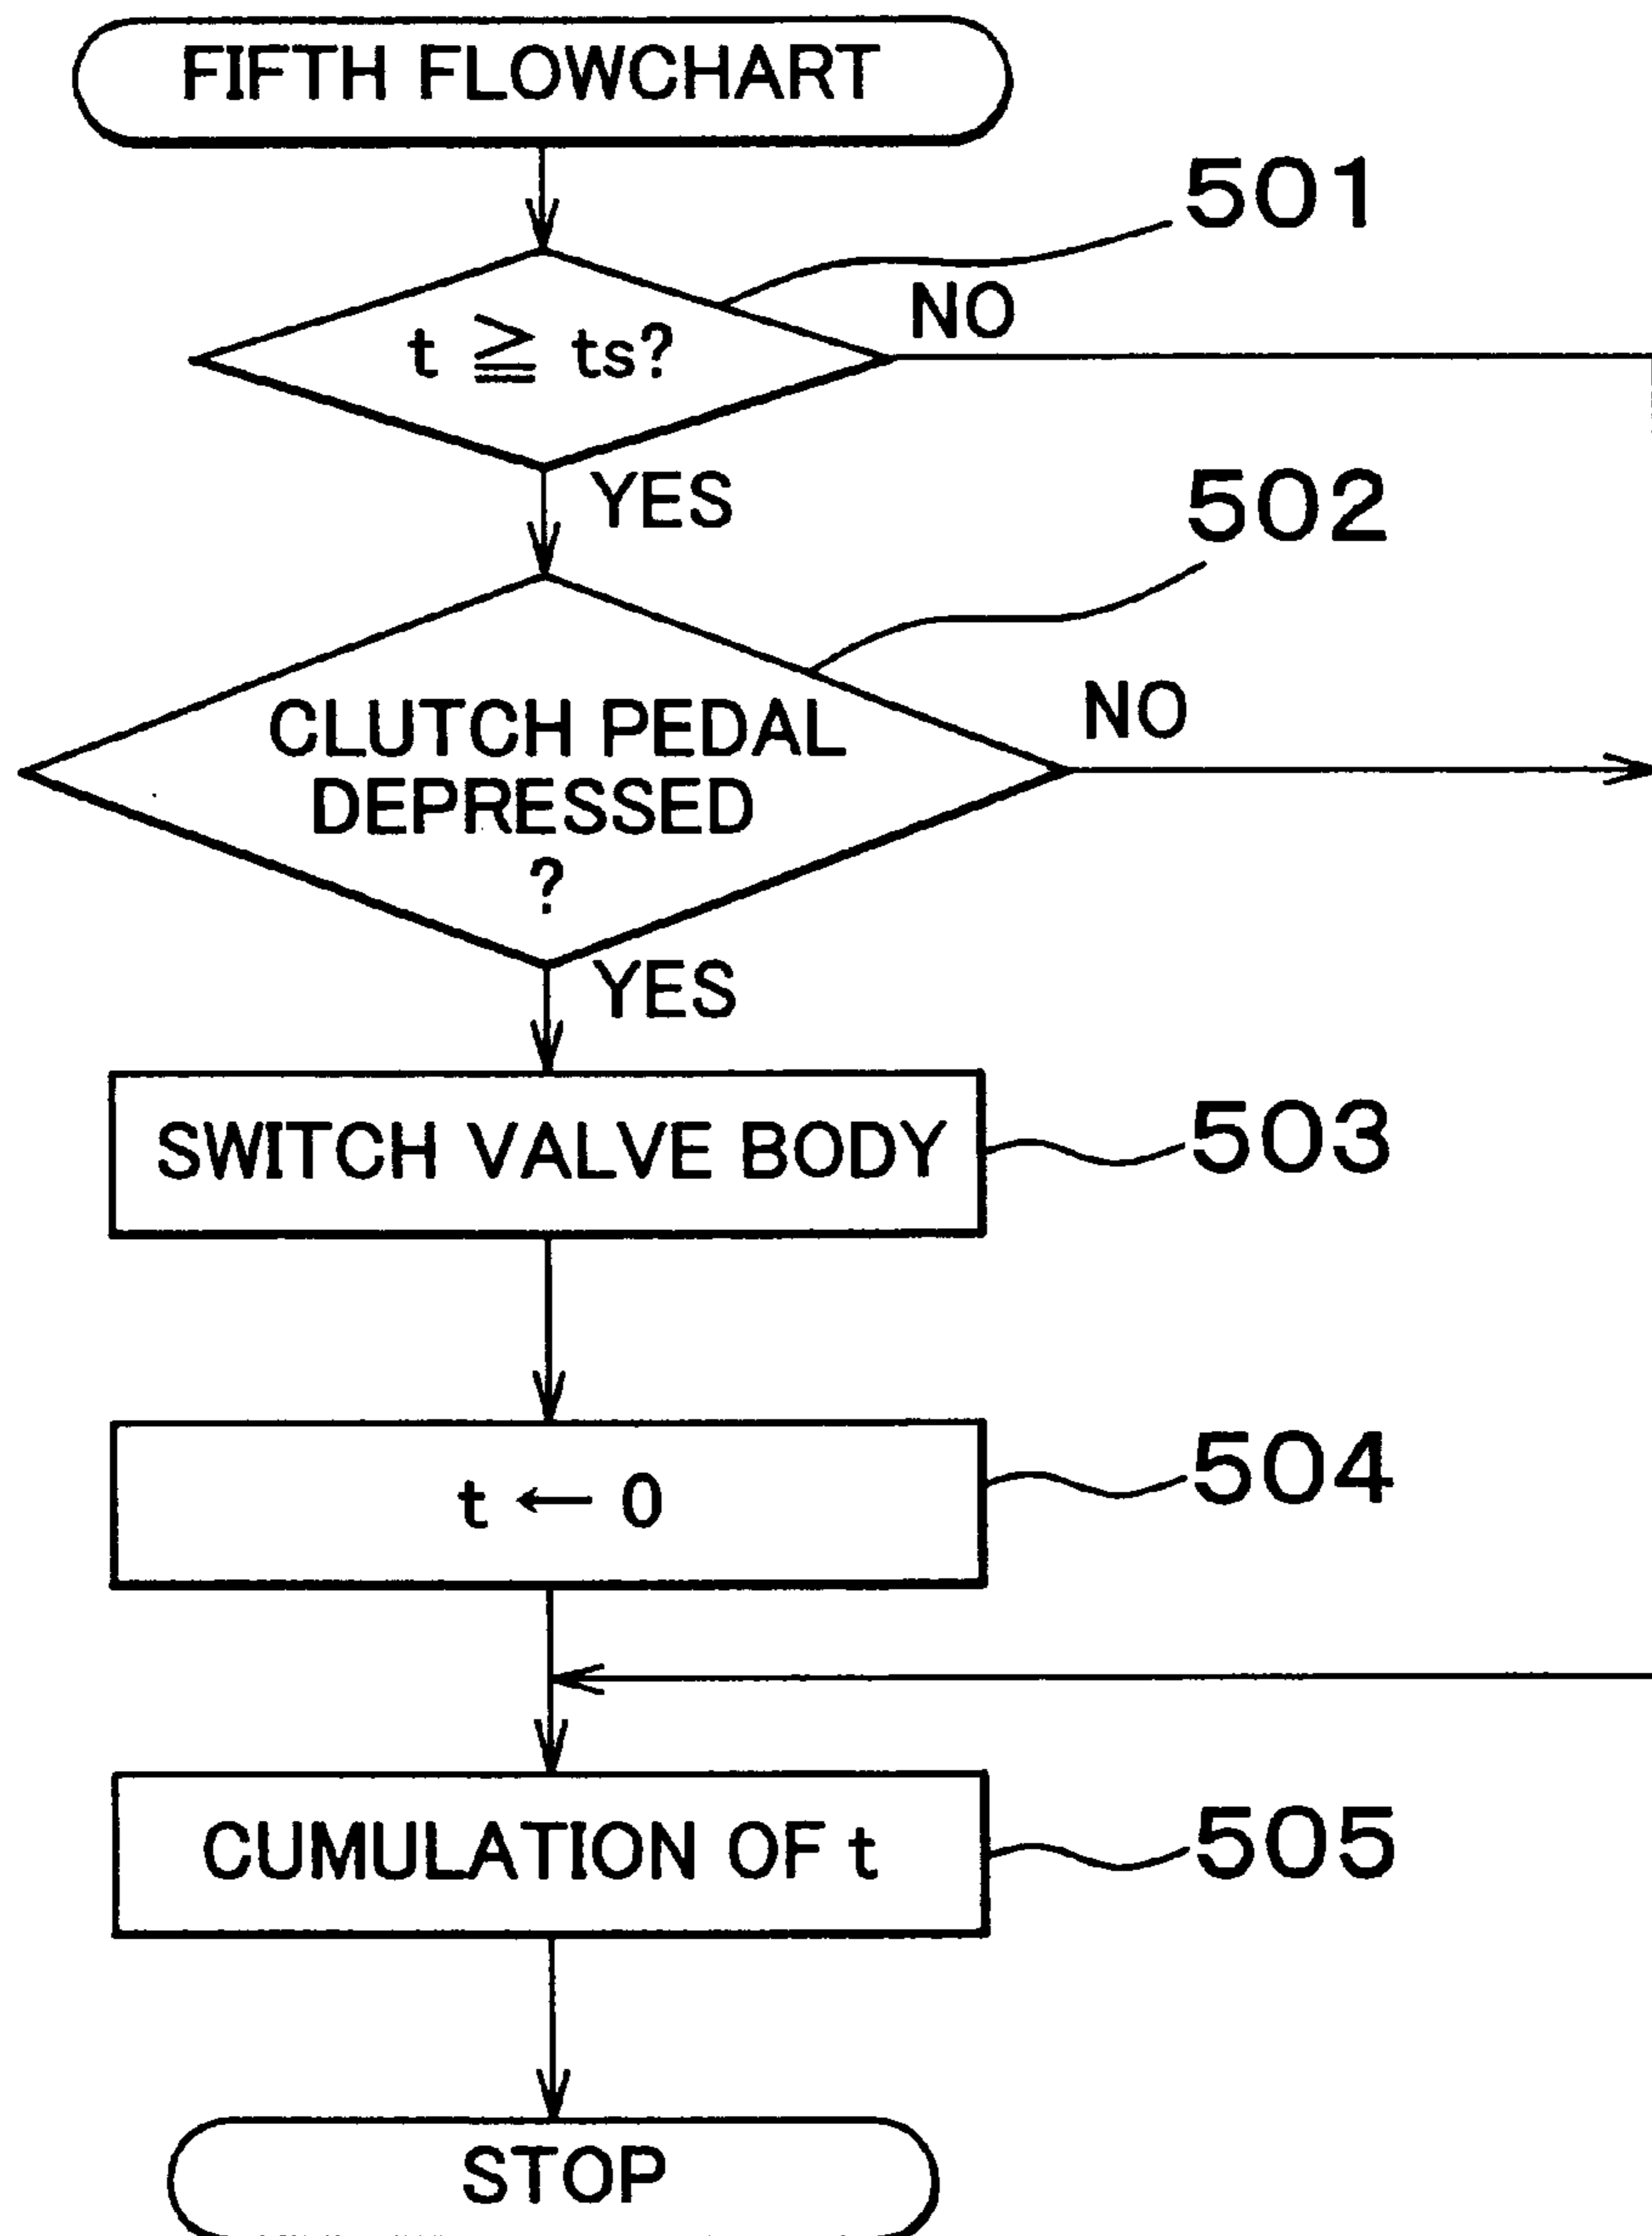 FIFTH FLOWCHART
501
t ≧ ts?
NO
YES
502
CLUTCH PEDAL
DEPRESSED
?
NO
YES
SWITCH VALVE BODY
503
t ← 0
504
CUMULATION OF t
505
STOP